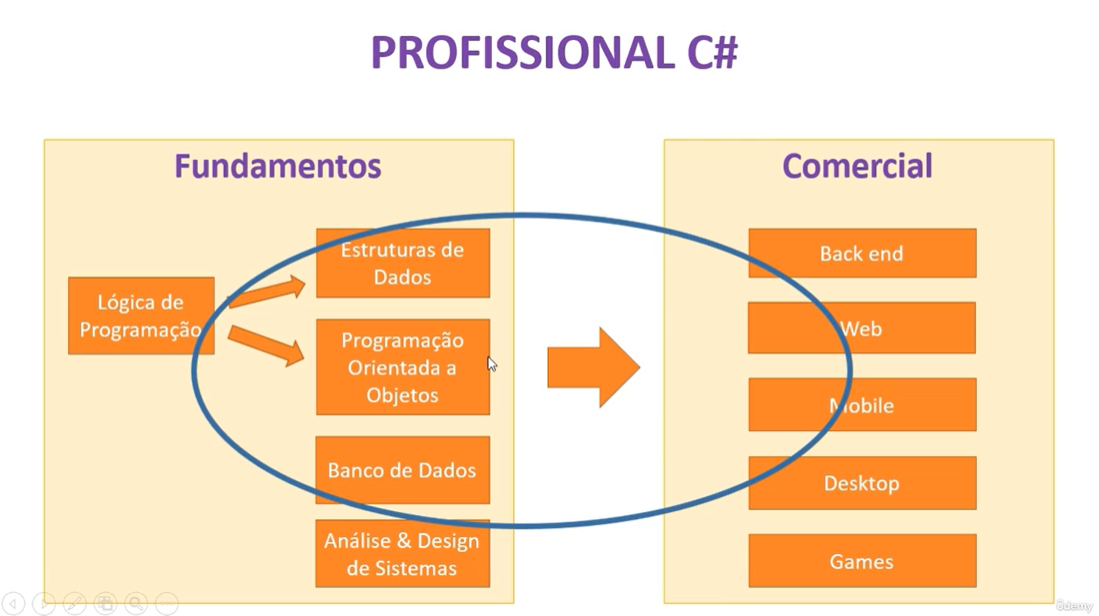 PROFISSIONAL C#
Fundamentos
Lógica de
Programação
Estruturas de
Dados
Programação
Orientada a
Objetos
Banco de Dados
Análise & Design
de Sistemas
Comercial
Back end
Web
Mobile
Desktop
Games
ûdemy